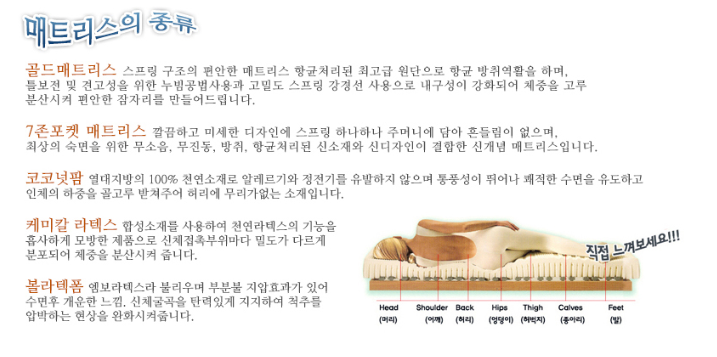 매트리스의 종류
골드매트리스 스프링 구조의 편안한 매트리스 항균처리된 최고급 원단으로 항균 방취역활을 하며,
틀보전 및 견고성을 위한 누빔공법사용과 고밀도 스프링 강경선 사용으로 내구성이 강화되어 체중을 고루
분산시켜 편안한 잠자리를 만들어드립니다.
7존포켓 매트리스 깔끔하고 미세한 디자인에 스프링 하나하나 주머니에 담아 흔들림이 없으며,
최상의 숙면을 위한 무소음, 무진동, 방취, 항균처리된 신소재와 신디자인이 결합한 신개념 매트리스입니다.
코코넛팜 열대지방의 100% 천연소재로 알레르기와 정전기를 유발하지 않으며 통풍성이 뛰어나 쾌적한 수면을 유도하고
인체의 하중을 골고루 받쳐주어 허리에 무리가없는 소재입니다.
케미칼 라텍스 합성소재를 사용하여 천연라텍스의 기능을
흡사하게 모방한 제품으로 신체접촉부위마다 밀도가 다르게
분포되어 체중을 분산시켜 줍니다.
볼라텍폼 엠보라텍스라 불리우며 부분불 지압효과가 있어
수면후 개운한 느낌, 신체굴곡을 탄력있게 지지하여 척추를
압박하는 현상을 완화시켜줍니다.
직접 느껴보세요!!!
Head Shoulder Back Hips Thigh Calves Feet
(머리) (어깨) (허리) (엉덩이) (허벅지) (종아리) (발)